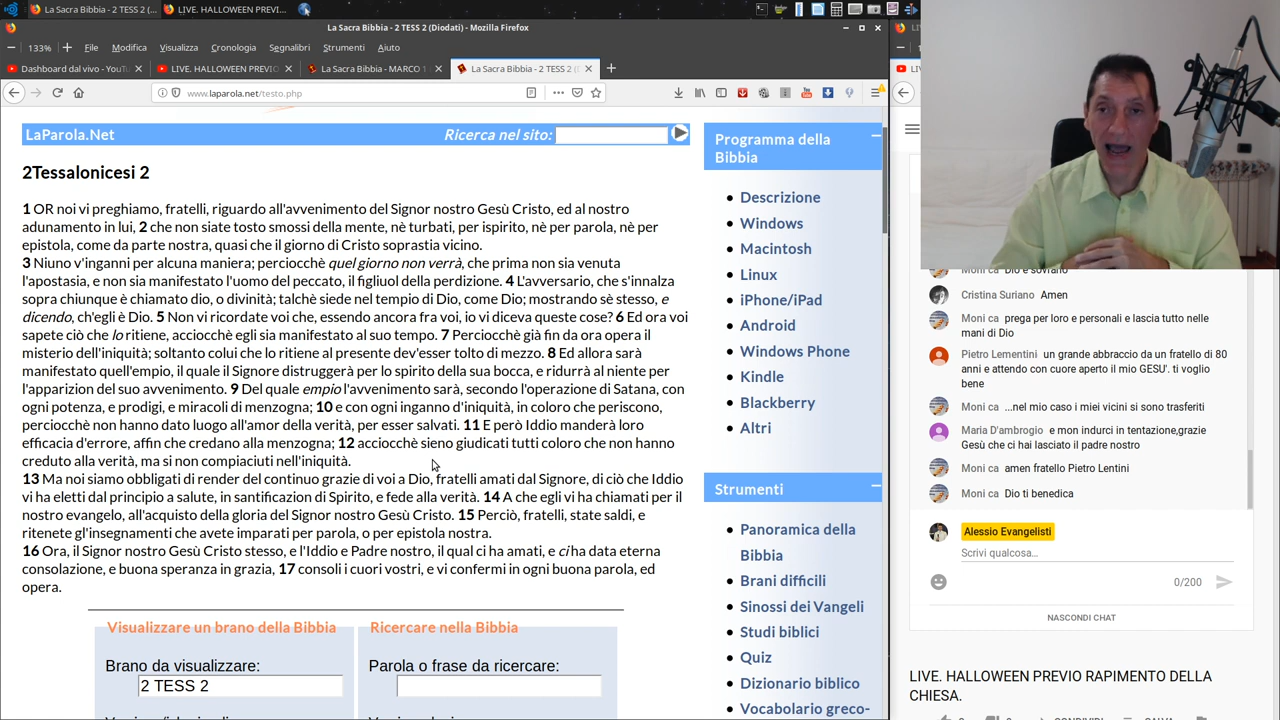 La Sacra Bibbia - 2 TESS 2 (Diodati) - ...
LIVE. HALLOWEEN PREVI...
La Sacra Bibbia - 2 TESS 2 (Diodati) - Mozilla Firefox
133% File Modifica Visualizza Cronologia Segnalibri Strumenti Aiuto
Dashboard dal vivo - YouTu
LIVE. HALLOWEEN PREVIO
La Sacra Bibbia - MARCO 1
La Sacra Bibbia - 2 TESS 2 (
www.laparola.net/testo.php
LaParola.Net
Ricerca nel sito:
2Tessalonicesi 2
1 OR noi vi preghiamo, fratelli, riguardo all'avvenimento del Signor nostro Gesù Cristo, ed al nostro
adunamento in lui, 2 che non siate tosto smossi della mente, nè turbati, per ispirito, nè per parola, nè per
epistola, come da parte nostra, quasi che il giorno di Cristo soprastia vicino.
3 Niuno v'inganni per alcuna maniera; perciocchè quel giorno non verrà, che prima non sia venuta
l'apostasia, e non sia manifestato l'uomo del peccato, il figliuol della perdizione. 4 L'avversario, che s'innalza
sopra chiunque è chiamato dio, o divinità; talchè siede nel tempio di Dio, come Dio; mostrando sè stesso, e
dicendo, ch'egli è Dio. 5 Non vi ricordate voi che, essendo ancora fra voi, io vi diceva queste cose? 6 Ed ora voi
sapete ciò che lo ritiene, acciocchè egli sia manifestato al suo tempo. 7 Perciocchè già fin da ora opera il
misterio dell'iniquità; soltanto colui che lo ritiene al presente dev'esser tolto di mezzo. 8 Ed allora sarà
manifestato quell'empio, il quale il Signore distruggerà per lo spirito della sua bocca, e ridurrà al niente per
l'apparizion del suo avvenimento. 9 Del quale empio l'avvenimento sarà, secondo l'operazione di Satana, con
ogni potenza, e prodigi, e miracoli di menzogna; 10 e con ogni inganno d'iniquità, in coloro che periscono,
perciocchè non hanno dato luogo all'amor della verità, per esser salvati. 11 E però Iddio manderà loro
efficacia d'errore, affin che credano alla menzogna; 12 acciocchè sieno giudicati tutti coloro che non hanno
creduto alla verità, ma si son compiaciuti nell'iniquità.
13 Ma noi siamo obbligati di render del continuo grazie di voi a Dio, fratelli amati dal Signore, di ciò che Iddio
vi ha eletti dal principio a salute, in santificazion di Spirito, e fede alla verità. 14 A che egli vi ha chiamati per il
nostro evangelo, all'acquisto della gloria del Signor nostro Gesù Cristo. 15 Perciò, fratelli, state saldi, e
ritenete gl'insegnamenti che avete imparati per parola, o per epistola nostra.
16 Ora, il Signor nostro Gesù Cristo stesso, e l'Iddio e Padre nostro, il qual ci ha amati, e ci ha data eterna
consolazione, e buona speranza in grazia, 17 consoli i cuori vostri, e vi confermi in ogni buona parola, ed
opera.
Visualizzare un brano della Bibbia
Brano da visualizzare:
2 TESS 2
Ricercare nella Bibbia
Parola o frase da ricercare:
Programma della
Bibbia
Descrizione
Windows
Macintosh
Linux
iPhone/iPad
Android
Windows Phone
Kindle
Blackberry
Altri
Strumenti
Panoramica della
Bibbia
Brani difficili
Sinossi dei Vangeli
Studi biblici
Quiz
Dizionario biblico
Vocabolario greco-
Moni ca Dio è sovrano
Cristina Suriano Amen
Moni ca prega per loro e personali e lascia tutto nelle
mani di Dio
Pietro Lementini un grande abbraccio da un fratello di 80
anni e attendo con cuore aperto il mio GESU'. ti voglio
bene
Moni ca ...nel mio caso i miei vicini si sono trasferiti
Maria D'ambrogio e mon indurci in tentazione,grazie
Gesù che ci hai lasciato il padre nostro
Moni ca amen fratello Pietro Lentini
Moni ca Dio ti benedica
Alessio Evangelisti
Scrivi qualcosa...
0/200
NASCONDI CHAT
LIVE. HALLOWEEN PREVIO RAPIMENTO DELLA
CHIESA.
CONDIVIDI
SALVA